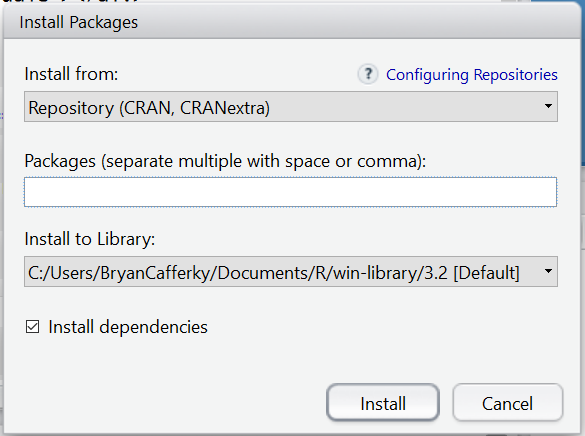 Install Packages
Install from:
? Configuring Repositories
Repository (CRAN, CRANextra)
Packages (separate multiple with space or comma):
Install to Library:
C:/Users/BryanCafferky/Documents/R/win-library/3.2 [Default]
Install dependencies
Install
Cancel